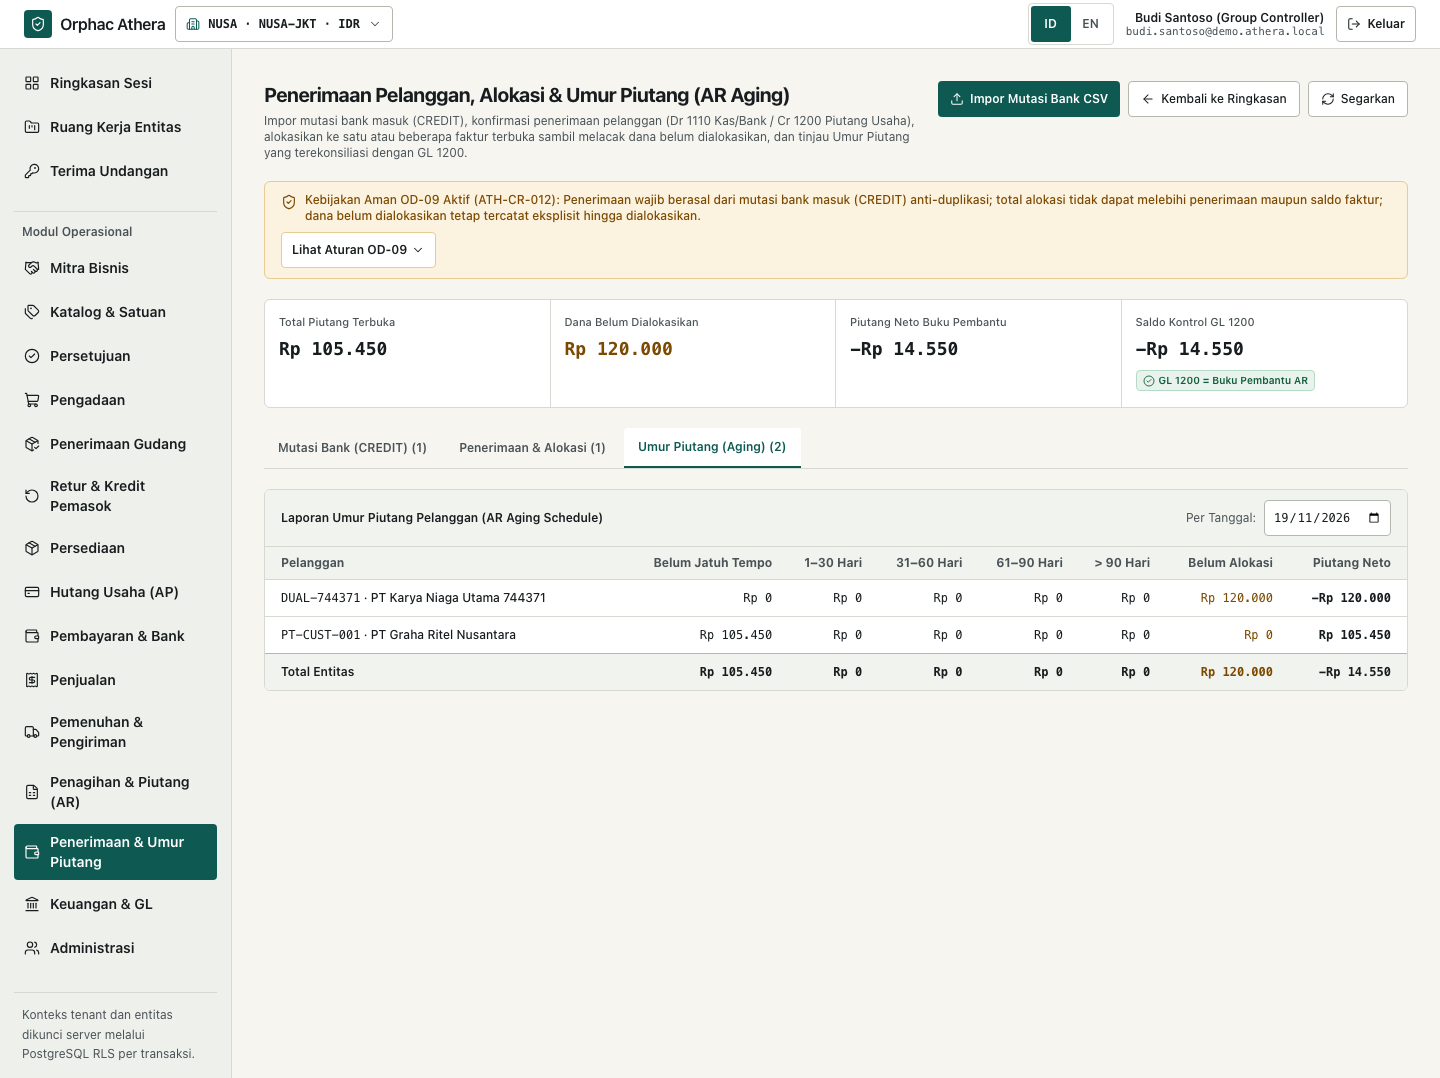 Orphac Athera
NUSA · NUSA–JKT · IDR
ID
EN
Budi Santoso (Group Controller)
budi.santoso@demo.athera.local
Keluar
Ringkasan Sesi
Ruang Kerja Entitas
Terima Undangan
Modul Operasional
Mitra Bisnis
Katalog & Satuan
Persetujuan
Pengadaan
Penerimaan Gudang
Retur & Kredit
Pemasok
Persediaan
Hutang Usaha (AP)
Pembayaran & Bank
Penjualan
Pemenuhan &
Pengiriman
Penagihan & Piutang
(AR)
Penerimaan & Umur
Piutang
Keuangan & GL
Administrasi
Konteks tenant dan entitas
dikunci server melalui
PostgreSQL RLS per transaksi.
Penerimaan Pelanggan, Alokasi & Umur Piutang (AR Aging)
Impor mutasi bank masuk (CREDIT), konfirmasi penerimaan pelanggan (Dr 1110 Kas/Bank / Cr 1200 Piutang Usaha),
alokasikan ke satu atau beberapa faktur terbuka sambil melacak dana belum dialokasikan, dan tinjau Umur Piutang
yang terekonsiliasi dengan GL 1200.
Impor Mutasi Bank CSV
Kembali ke Ringkasan
Segarkan
Kebijakan Aman OD-09 Aktif (ATH-CR-012): Penerimaan wajib berasal dari mutasi bank masuk (CREDIT) anti-duplikasi; total alokasi tidak dapat melebihi penerimaan maupun saldo faktur;
dana belum dialokasikan tetap tercatat eksplisit hingga dialokasikan.
Lihat Aturan OD-09
Total Piutang Terbuka
Rp 105.450
Dana Belum Dialokasikan
Rp 120.000
Piutang Neto Buku Pembantu
−Rp 14.550
Saldo Kontrol GL 1200
−Rp 14.550
GL 1200 = Buku Pembantu AR
Mutasi Bank (CREDIT) (1)
Penerimaan & Alokasi (1)
Umur Piutang (Aging) (2)
Laporan Umur Piutang Pelanggan (AR Aging Schedule)
Per Tanggal:
19/11/2026
Pelanggan Belum Jatuh Tempo 1–30 Hari 31–60 Hari 61–90 Hari > 90 Hari Belum Alokasi Piutang Neto
DUAL–744371 · PT Karya Niaga Utama 744371 Rp 0 Rp 0 Rp 0 Rp 0 Rp 0 Rp 120.000 −Rp 120.000
PT–CUST–001 · PT Graha Ritel Nusantara Rp 105.450 Rp 0 Rp 0 Rp 0 Rp 0 Rp 0 Rp 105.450
Total Entitas Rp 105.450 Rp 0 Rp 0 Rp 0 Rp 0 Rp 120.000 −Rp 14.550